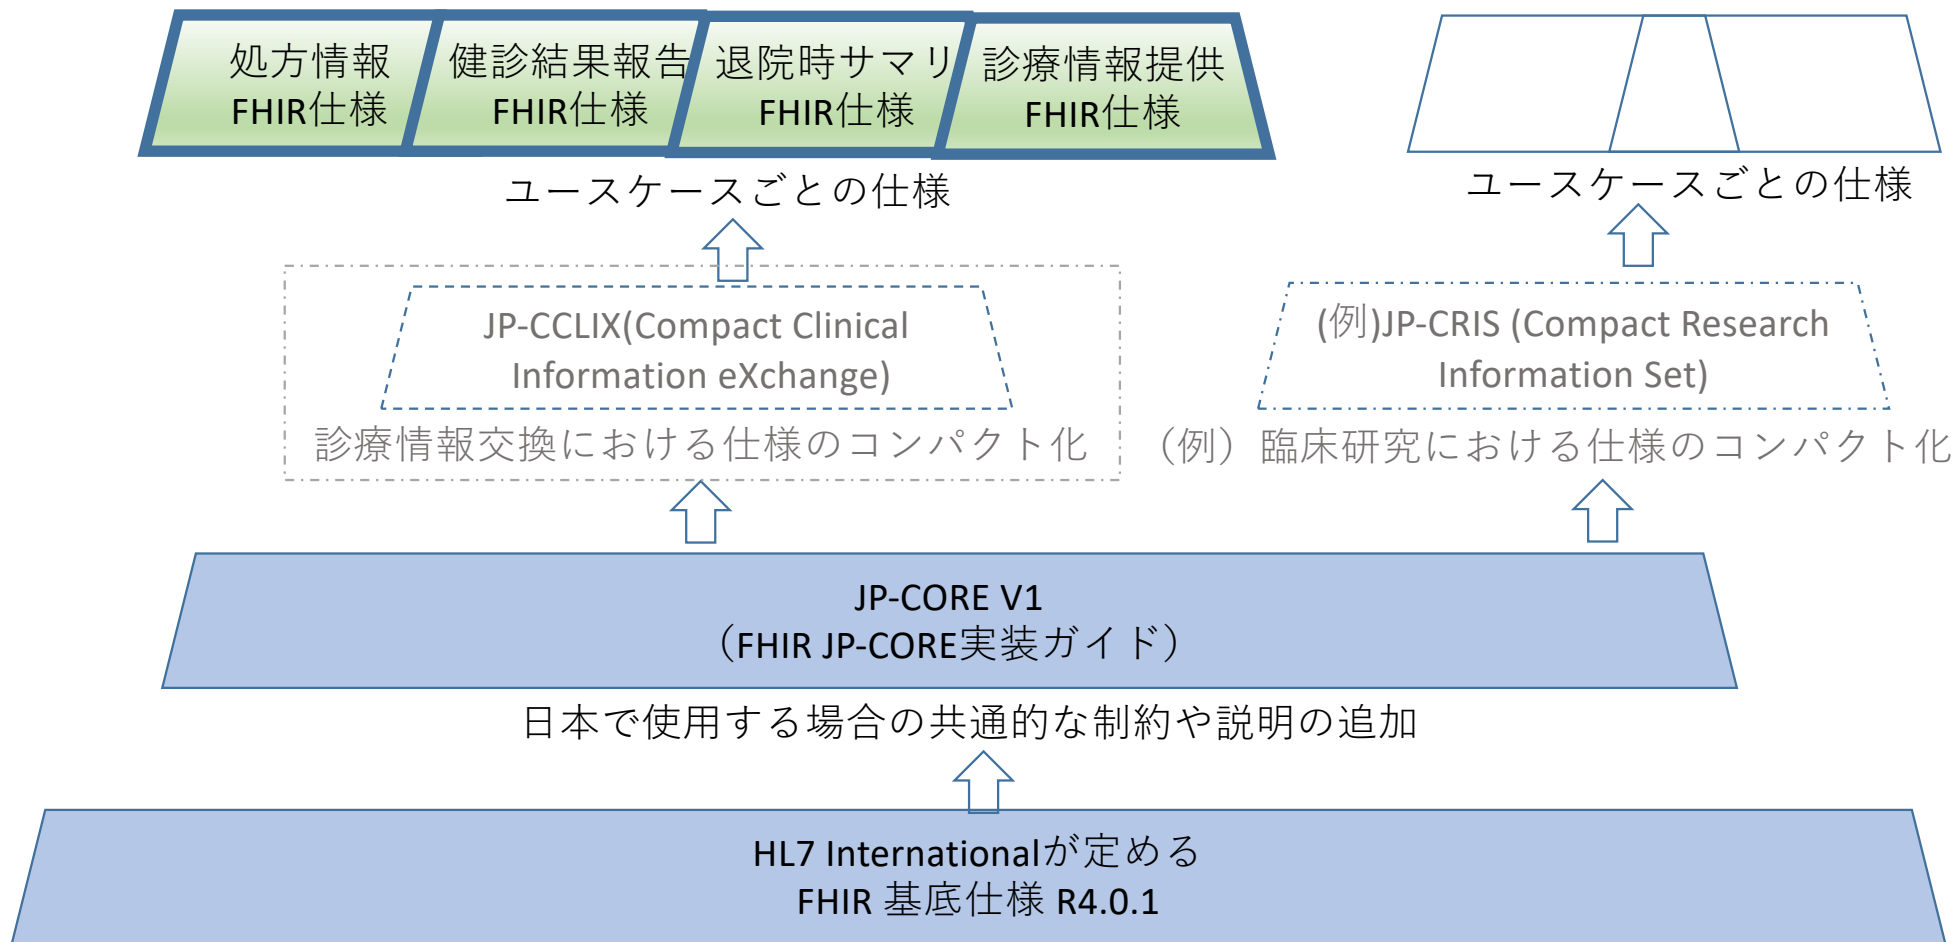 処方情報
FHIR仕様
健診結果報告
FHIR仕様
退院時サマリ
FHIR仕様
診療情報提供
FHIR仕様
ユースケースごとの仕様
ユースケースごとの仕様
JP-CCLIX(Compact Clinical
Information eXchange)
診療情報交換における仕様のコンパクト化
(例)JP-CRIS (Compact Research
Information Set)
（例）臨床研究における仕様のコンパクト化
JP-CORE V1
（FHIR JP-CORE実装ガイド）
日本で使用する場合の共通的な制約や説明の追加
HL7 Internationalが定める
FHIR 基底仕様 R4.0.1